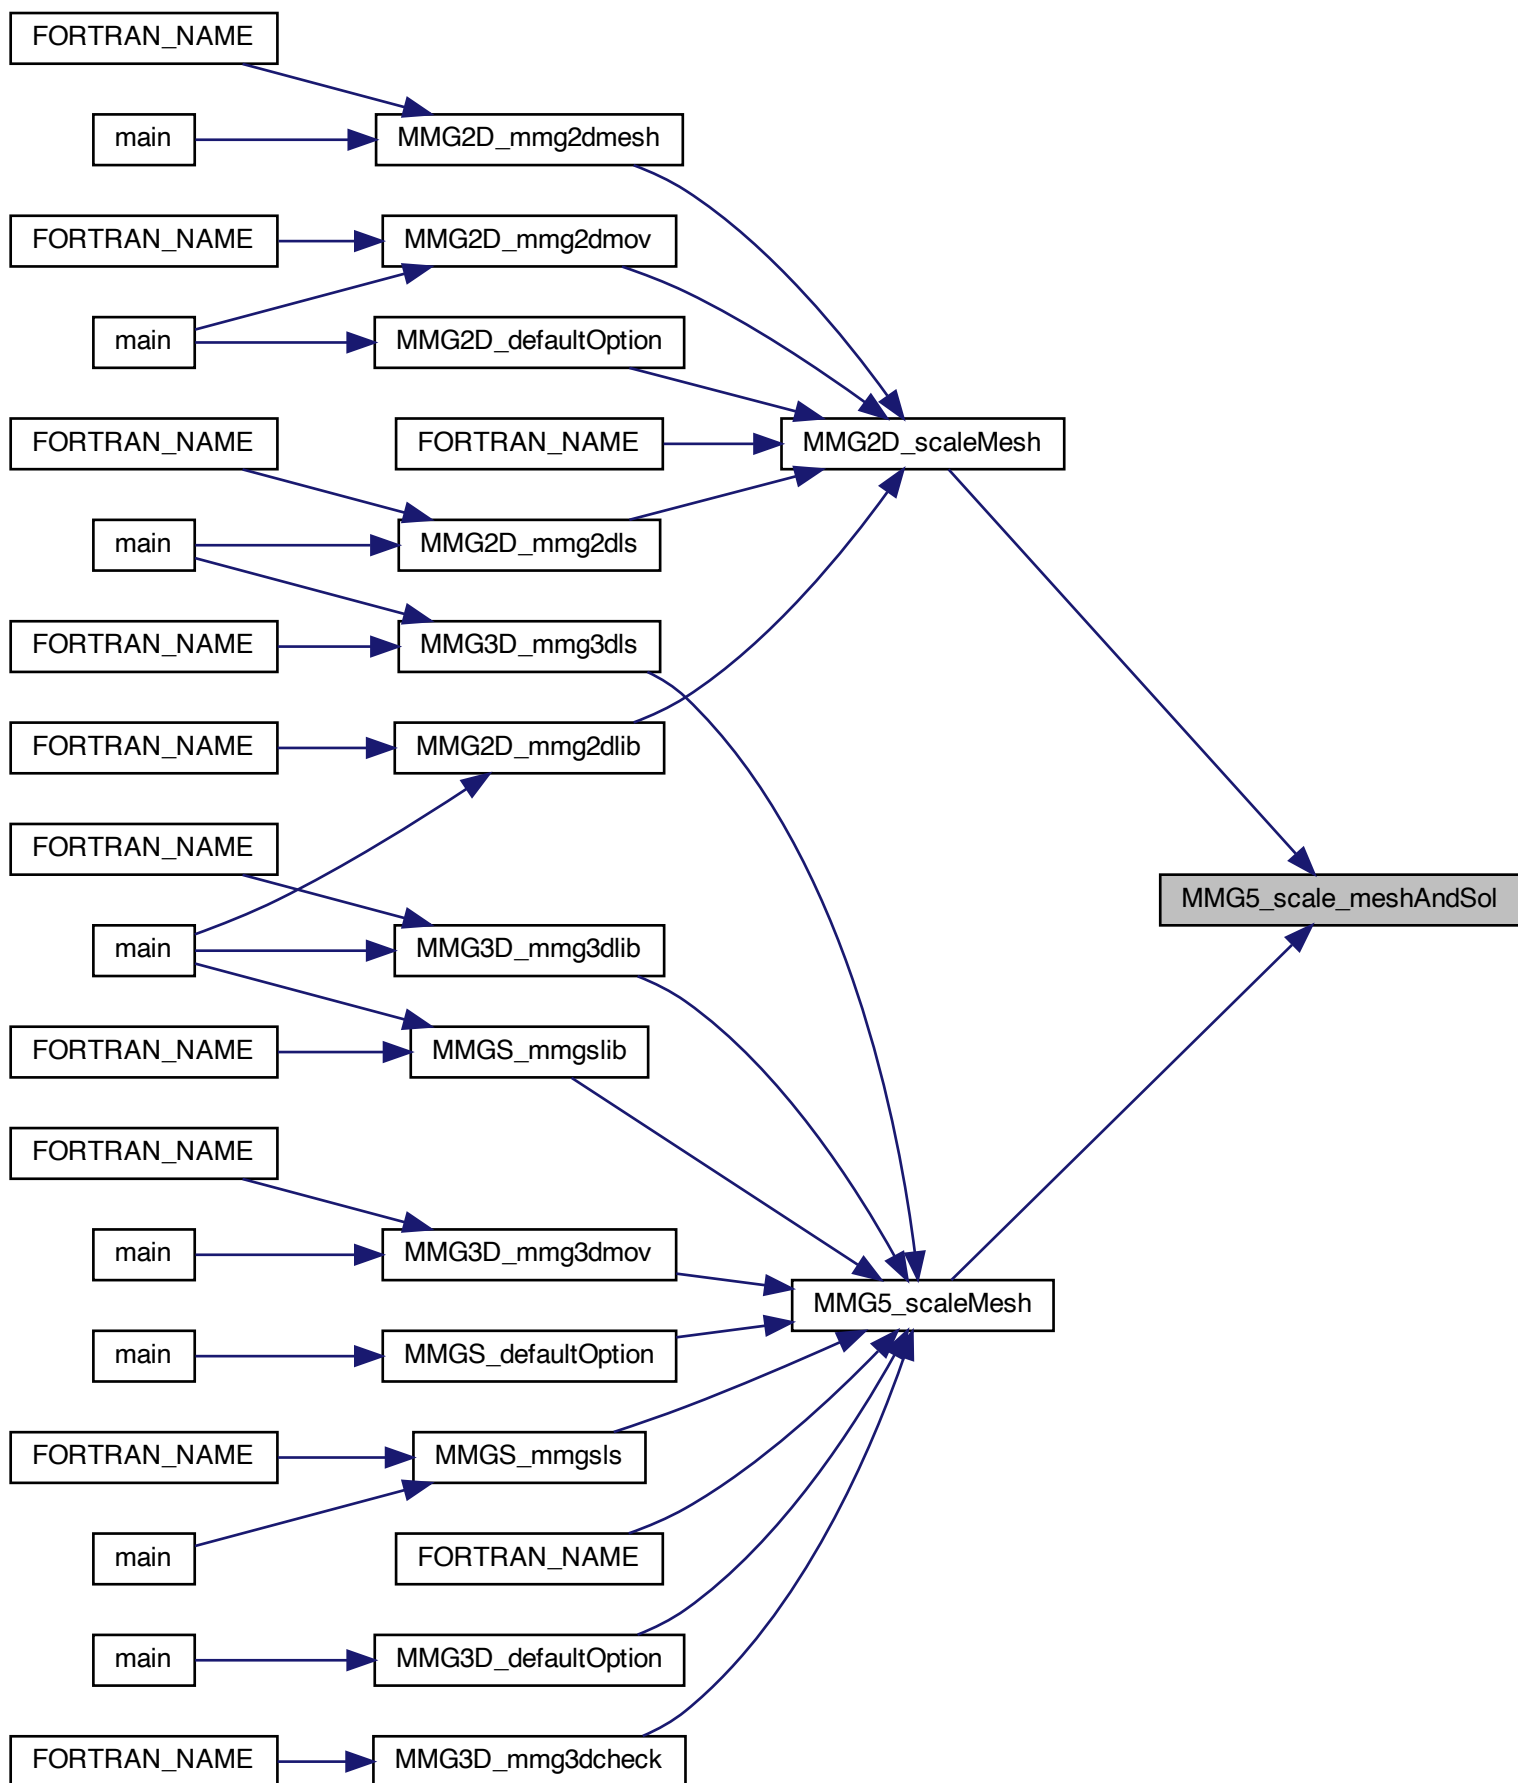 FORTRAN_NAME
main
MMG2D_mmg2dmesh
FORTRAN_NAME
MMG2D_mmg2dmov
main
MMG2D_defaultOption
FORTRAN_NAME
FORTRAN_NAME
MMG2D_scaleMesh
main
MMG2D_mmg2dls
FORTRAN_NAME
MMG3D_mmg3dls
FORTRAN_NAME
MMG2D_mmg2dlib
FORTRAN_NAME
MMG5_scale_meshAndSol
main
MMG3D_mmg3dlib
FORTRAN_NAME
MMGS_mmgslib
FORTRAN_NAME
main
MMG3D_mmg3dmov
MMG5_scaleMesh
main
MMGS_defaultOption
FORTRAN_NAME
MMGS_mmgsls
main
FORTRAN_NAME
main
MMG3D_defaultOption
FORTRAN_NAME
MMG3D_mmg3dcheck